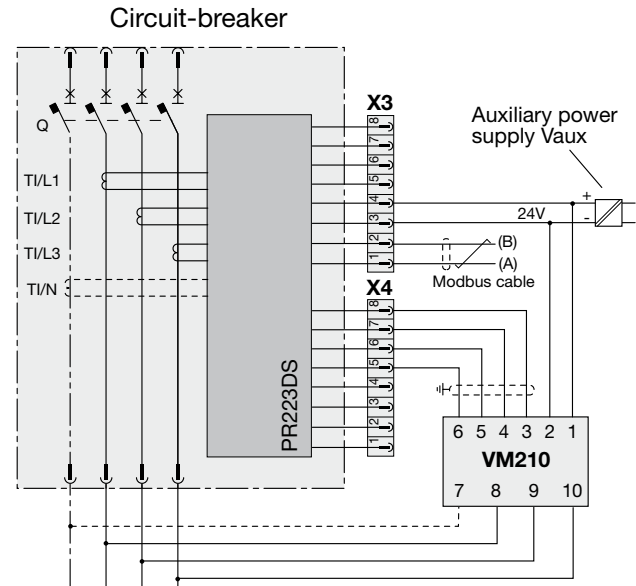 Circuit-breaker
Q
TI/L1
TI/L2
TI/L3
TI/N
PR223DS
X3
8
7
6
5
4
3
2
1
X4
8
7
6
5
4
3
2
1
Auxiliary power
supply Vaux
+
-
24V
(B)
(A)
Modbus cable
6 5 4 3 2 1
VM210
7 8 9 10